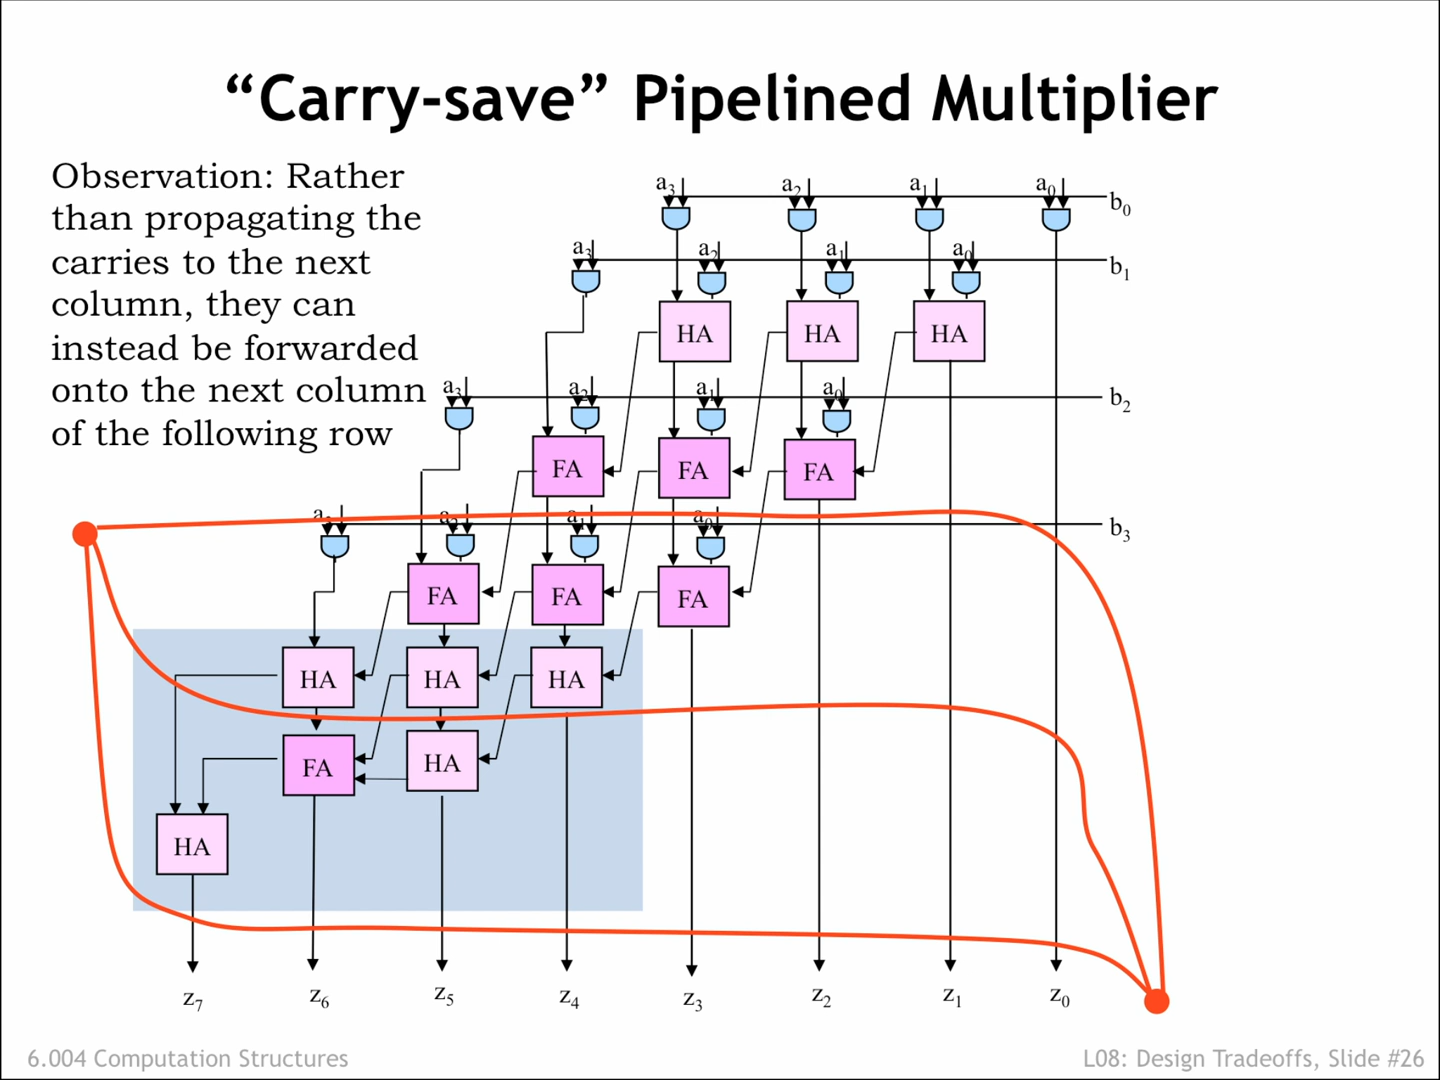 “Carry-save” Pipelined Multiplier
Observation: Rather
than propagating the
carries to the next
column, they can
instead be forwarded
onto the next column
of the following row
a₃ a₂ a₁ a₀ b₀
a₃ a₂ a₁ a₀ b₁
HA HA HA
a₃ a₂ a₁ a₀ b₂
FA FA FA
a₂ a₁ a₀ b₃
FA FA FA
HA HA HA
FA HA
HA
z₇ z₆ z₅ z₄ z₃ z₂ z₁ z₀
6.004 Computation Structures
L08: Design Tradeoffs, Slide #26